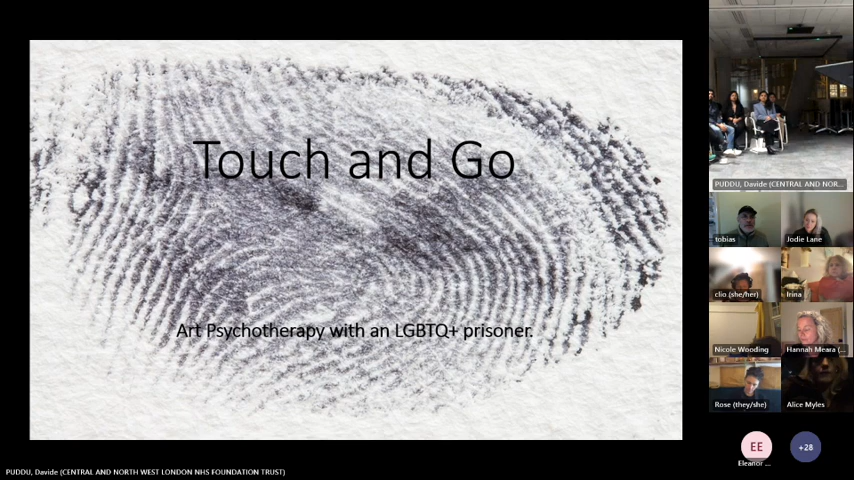 Touch and Go
Art Psychotherapy with an LGBTQ+ prisoner.
PUDDU, Davide (CENTRAL AND NORTH WEST LONDON NHS FOUNDATION TRUST)
PUDDU, Davide (CENTRAL AND NOR...
tobias
Jodie Lane
clio (she/her)
Irina
Nicole Wooding
Hannah Meara (...
Rose (they/she)
Alice Myles
EE
Eleanor ...
+28